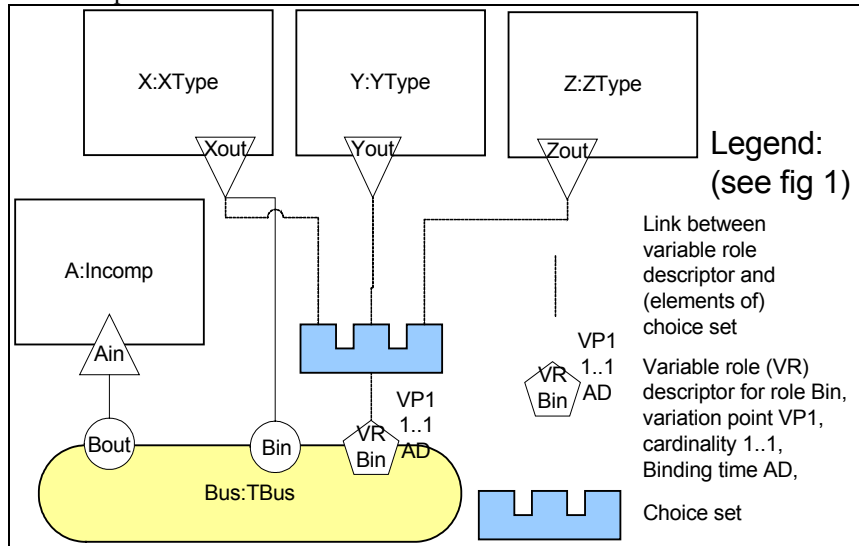 X:XType
Y:YType
Z:ZType
Xout
Yout
Zout
A:Incomp
Ain
Bout
Bin
VR
Bin
VP1
1..1
AD
Bus:TBus
Legend:
(see fig 1)
Link between
variable role
descriptor and
(elements of)
choice set
VP1
1..1
AD
VR
Bin
Variable role (VR)
descriptor for role Bin,
variation point VP1,
cardinality 1..1,
Binding time AD,
Choice set